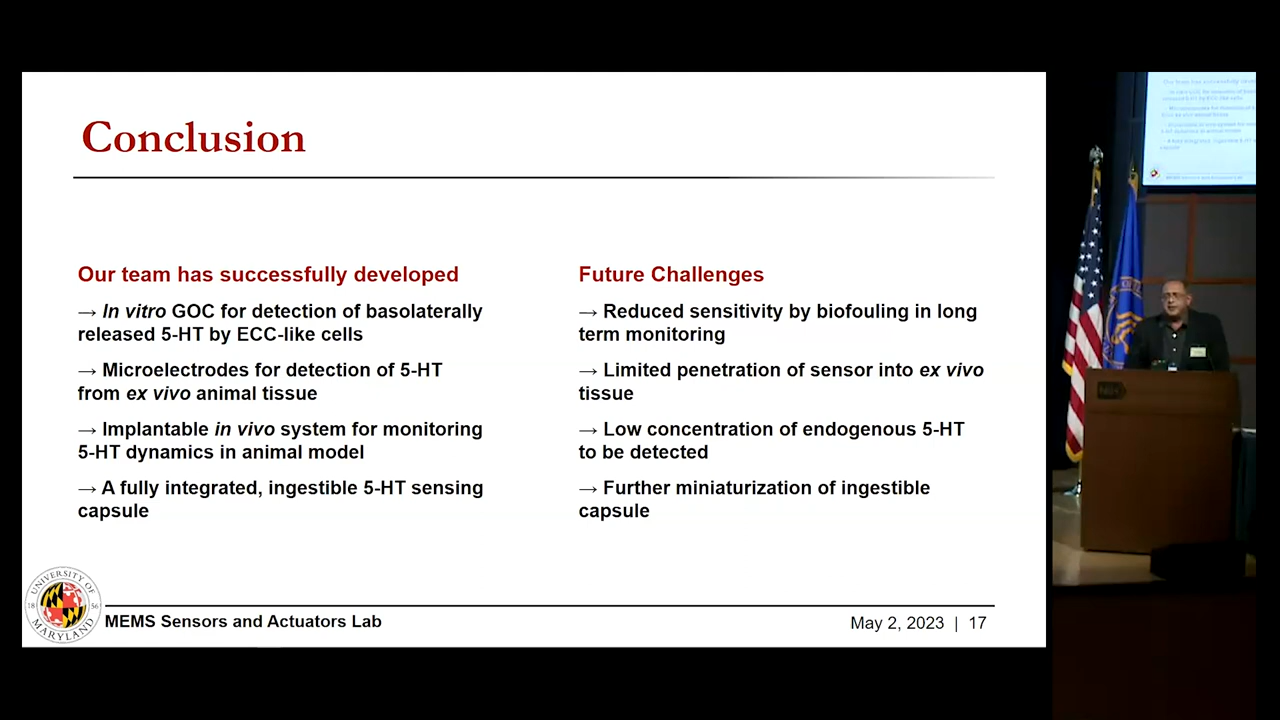 Conclusion
Our team has successfully developed
→ In vitro GOC for detection of basolaterally
released 5-HT by ECC-like cells
→ Microelectrodes for detection of 5-HT
from ex vivo animal tissue
→ Implantable in vivo system for monitoring
5-HT dynamics in animal model
→ A fully integrated, ingestible 5-HT sensing
capsule
Future Challenges
→ Reduced sensitivity by biofouling in long
term monitoring
→ Limited penetration of sensor into ex vivo
tissue
→ Low concentration of endogenous 5-HT
to be detected
→ Further miniaturization of ingestible
capsule
UNIVERSITY OF
18 56
MARYLAND
MEMS Sensors and Actuators Lab
May 2, 2023 | 17